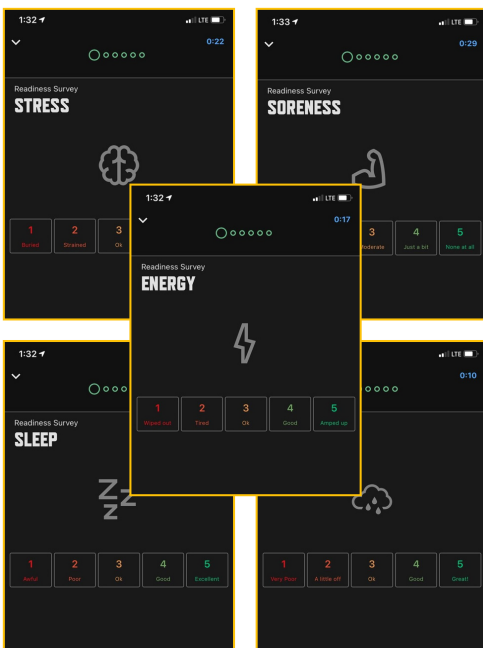 1:32
LTE
0:22
Readiness Survey
STRESS
1
2
3
Buried
Strained
Ok
1:33
LTE
0:29
Readiness Survey
SORENESS
3
4
5
Moderate
Just a bit
None at all
1:32
LTE
0:17
Readiness Survey
ENERGY
1
2
3
4
5
Wiped out
Tired
Ok
Good
Amped up
1:32
0:10
LTE
Readiness Survey
SLEEP
1
2
3
4
5
Awful
Poor
Ok
Good
Excellent
1
2
3
4
5
Very Poor
A little off
Ok
Good
Great!